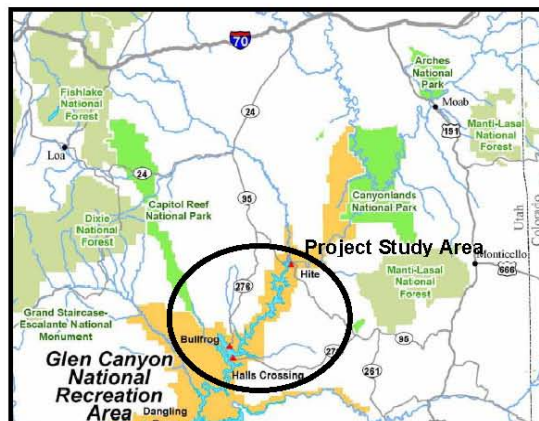 70
Fishlake
National
Forest
Loa
24
24
95
Capitol Reef
National Park
Dixie
National
Forest
Arches
National
Park
Moab
191
Manti-Lasal
National
Forest
Canyonlands
National Park
Utah
Colorado
Project Study Area
Hite
Monticello
666
Manti-Lasal
National
Forest
276
Grand Staircase-
Escalante National
Monument
Bullfrog
Halls Crossing
95
261
Glen Canyon
National
Recreation
Area
Dangling